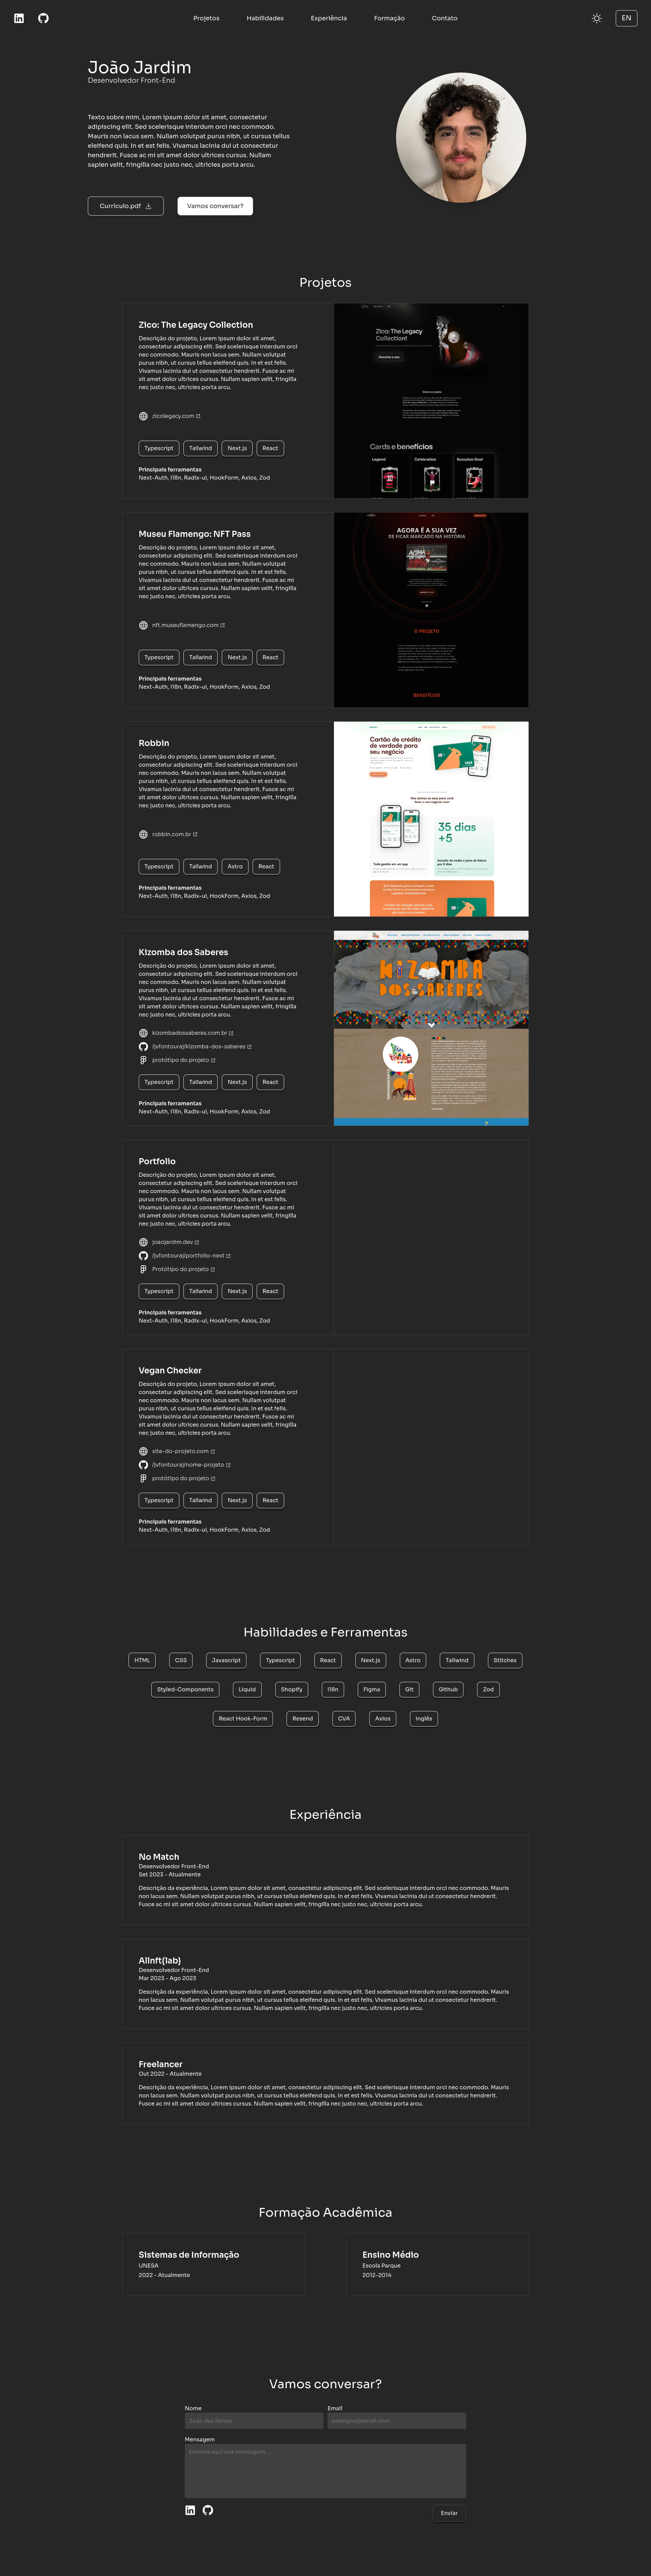 Projetos
Habilidades
Experiência
Formação
Contato
EN
João Jardim
Desenvolvedor Front-End
Texto sobre mim, Lorem ipsum dolor sit amet, consectetur
adipiscing elit. Sed scelerisque interdum orci nec commodo.
Mauris non lacus sem. Nullam volutpat purus nibh, ut cursus tellus
eleifend quis. In et est felis. Vivamus lacinia dui ut consectetur
hendrerit. Fusce ac mi sit amet dolor ultrices cursus. Nullam
sapien velit, fringilla nec justo nec, ultricies porta arcu.
Currículo.pdf
Vamos conversar?
Projetos
Zico: The Legacy Collection
Descrição do projeto, Lorem ipsum dolor sit amet,
consectetur adipiscing elit. Sed scelerisque interdum orci
nec commodo. Mauris non lacus sem. Nullam volutpat
purus nibh, ut cursus tellus eleifend quis. In et est felis.
Vivamus lacinia dui ut consectetur hendrerit. Fusce ac mi
sit amet dolor ultrices cursus. Nullam sapien velit, fringilla
nec justo nec, ultricies porta arcu.
zicolegacy.com
Typescript
Tailwind
Next.js
React
Principais ferramentas
Next-Auth, i18n, Radix-ui, HookForm, Axios, Zod
Zico: The Legacy
Collection!
Cards e benefícios
Legend
Celebration
Scorpion Goal
Museu Flamengo: NFT Pass
Descrição do projeto, Lorem ipsum dolor sit amet,
consectetur adipiscing elit. Sed scelerisque interdum orci
nec commodo. Mauris non lacus sem. Nullam volutpat
purus nibh, ut cursus tellus eleifend quis. In et est felis.
Vivamus lacinia dui ut consectetur hendrerit. Fusce ac mi
sit amet dolor ultrices cursus. Nullam sapien velit, fringilla
nec justo nec, ultricies porta arcu.
nft.museuflamengo.com
Typescript
Tailwind
Next.js
React
Principais ferramentas
Next-Auth, i18n, Radix-ui, HookForm, Axios, Zod
AGORA É A SUA VEZ
DE FICAR MARCADO NA HISTÓRIA
O PROJETO
BENEFÍCIOS
Robbin
Descrição do projeto, Lorem ipsum dolor sit amet,
consectetur adipiscing elit. Sed scelerisque interdum orci
nec commodo. Mauris non lacus sem. Nullam volutpat
purus nibh, ut cursus tellus eleifend quis. In et est felis.
Vivamus lacinia dui ut consectetur hendrerit. Fusce ac mi
sit amet dolor ultrices cursus. Nullam sapien velit, fringilla
nec justo nec, ultricies porta arcu.
robbin.com.br
Typescript
Tailwind
Astro
React
Principais ferramentas
Next-Auth, i18n, Radix-ui, HookForm, Axios, Zod
Cartão de crédito
de verdade para
seu negócio
35 dias
+5
Kizomba dos Saberes
Descrição do projeto, Lorem ipsum dolor sit amet,
consectetur adipiscing elit. Sed scelerisque interdum orci
nec commodo. Mauris non lacus sem. Nullam volutpat
purus nibh, ut cursus tellus eleifend quis. In et est felis.
Vivamus lacinia dui ut consectetur hendrerit. Fusce ac mi
sit amet dolor ultrices cursus. Nullam sapien velit, fringilla
nec justo nec, ultricies porta arcu.
kizombadossaberes.com.br
/jvfontouraj/kizomba-dos-saberes
protótipo do projeto
Typescript
Tailwind
Next.js
React
Principais ferramentas
Next-Auth, i18n, Radix-ui, HookForm, Axios, Zod
KIZOMBA
DOS SABERES
Portfolio
Descrição do projeto, Lorem ipsum dolor sit amet,
consectetur adipiscing elit. Sed scelerisque interdum orci
nec commodo. Mauris non lacus sem. Nullam volutpat
purus nibh, ut cursus tellus eleifend quis. In et est felis.
Vivamus lacinia dui ut consectetur hendrerit. Fusce ac mi
sit amet dolor ultrices cursus. Nullam sapien velit, fringilla
nec justo nec, ultricies porta arcu.
joaojardim.dev
/jvfontouraj/portfolio-next
Protótipo do projeto
Typescript
Tailwind
Next.js
React
Principais ferramentas
Next-Auth, i18n, Radix-ui, HookForm, Axios, Zod
Vegan Checker
Descrição do projeto, Lorem ipsum dolor sit amet,
consectetur adipiscing elit. Sed scelerisque interdum orci
nec commodo. Mauris non lacus sem. Nullam volutpat
purus nibh, ut cursus tellus eleifend quis. In et est felis.
Vivamus lacinia dui ut consectetur hendrerit. Fusce ac mi
sit amet dolor ultrices cursus. Nullam sapien velit, fringilla
nec justo nec, ultricies porta arcu.
site-do-projeto.com
/jvfontouraj/nome-projeto
protótipo do projeto
Typescript
Tailwind
Next.js
React
Principais ferramentas
Next-Auth, i18n, Radix-ui, HookForm, Axios, Zod
Habilidades e Ferramentas
HTML
CSS
Javascript
Typescript
React
Next.js
Astro
Tailwind
Stitches
Styled-Components
Liquid
Shopify
i18n
Figma
Git
Github
Zod
React Hook-Form
Resend
CVA
Axios
Inglês
Experiência
No Match
Desenvolvedor Front-End
Set 2023 - Atualmente
Descrição da experiência, Lorem ipsum dolor sit amet, consectetur adipiscing elit. Sed scelerisque interdum orci nec commodo. Mauris
non lacus sem. Nullam volutpat purus nibh, ut cursus tellus eleifend quis. In et est felis. Vivamus lacinia dui ut consectetur hendrerit.
Fusce ac mi sit amet dolor ultrices cursus. Nullam sapien velit, fringilla nec justo nec, ultricies porta arcu.
Allnft{lab}
Desenvolvedor Front-End
Mar 2023 - Ago 2023
Descrição da experiência, Lorem ipsum dolor sit amet, consectetur adipiscing elit. Sed scelerisque interdum orci nec commodo. Mauris
non lacus sem. Nullam volutpat purus nibh, ut cursus tellus eleifend quis. In et est felis. Vivamus lacinia dui ut consectetur hendrerit.
Fusce ac mi sit amet dolor ultrices cursus. Nullam sapien velit, fringilla nec justo nec, ultricies porta arcu.
Freelancer
Out 2022 - Atualmente
Descrição da experiência, Lorem ipsum dolor sit amet, consectetur adipiscing elit. Sed scelerisque interdum orci nec commodo. Mauris
non lacus sem. Nullam volutpat purus nibh, ut cursus tellus eleifend quis. In et est felis. Vivamus lacinia dui ut consectetur hendrerit.
Fusce ac mi sit amet dolor ultrices cursus. Nullam sapien velit, fringilla nec justo nec, ultricies porta arcu.
Formação Acadêmica
Sistemas de Informação
UNESA
2022 - Atualmente
Ensino Médio
Escola Parque
2012-2014
Vamos conversar?
Nome
Email
João das Neves
exemplo@email.com
Mensagem
Escreva aqui sua mensagem...
Enviar